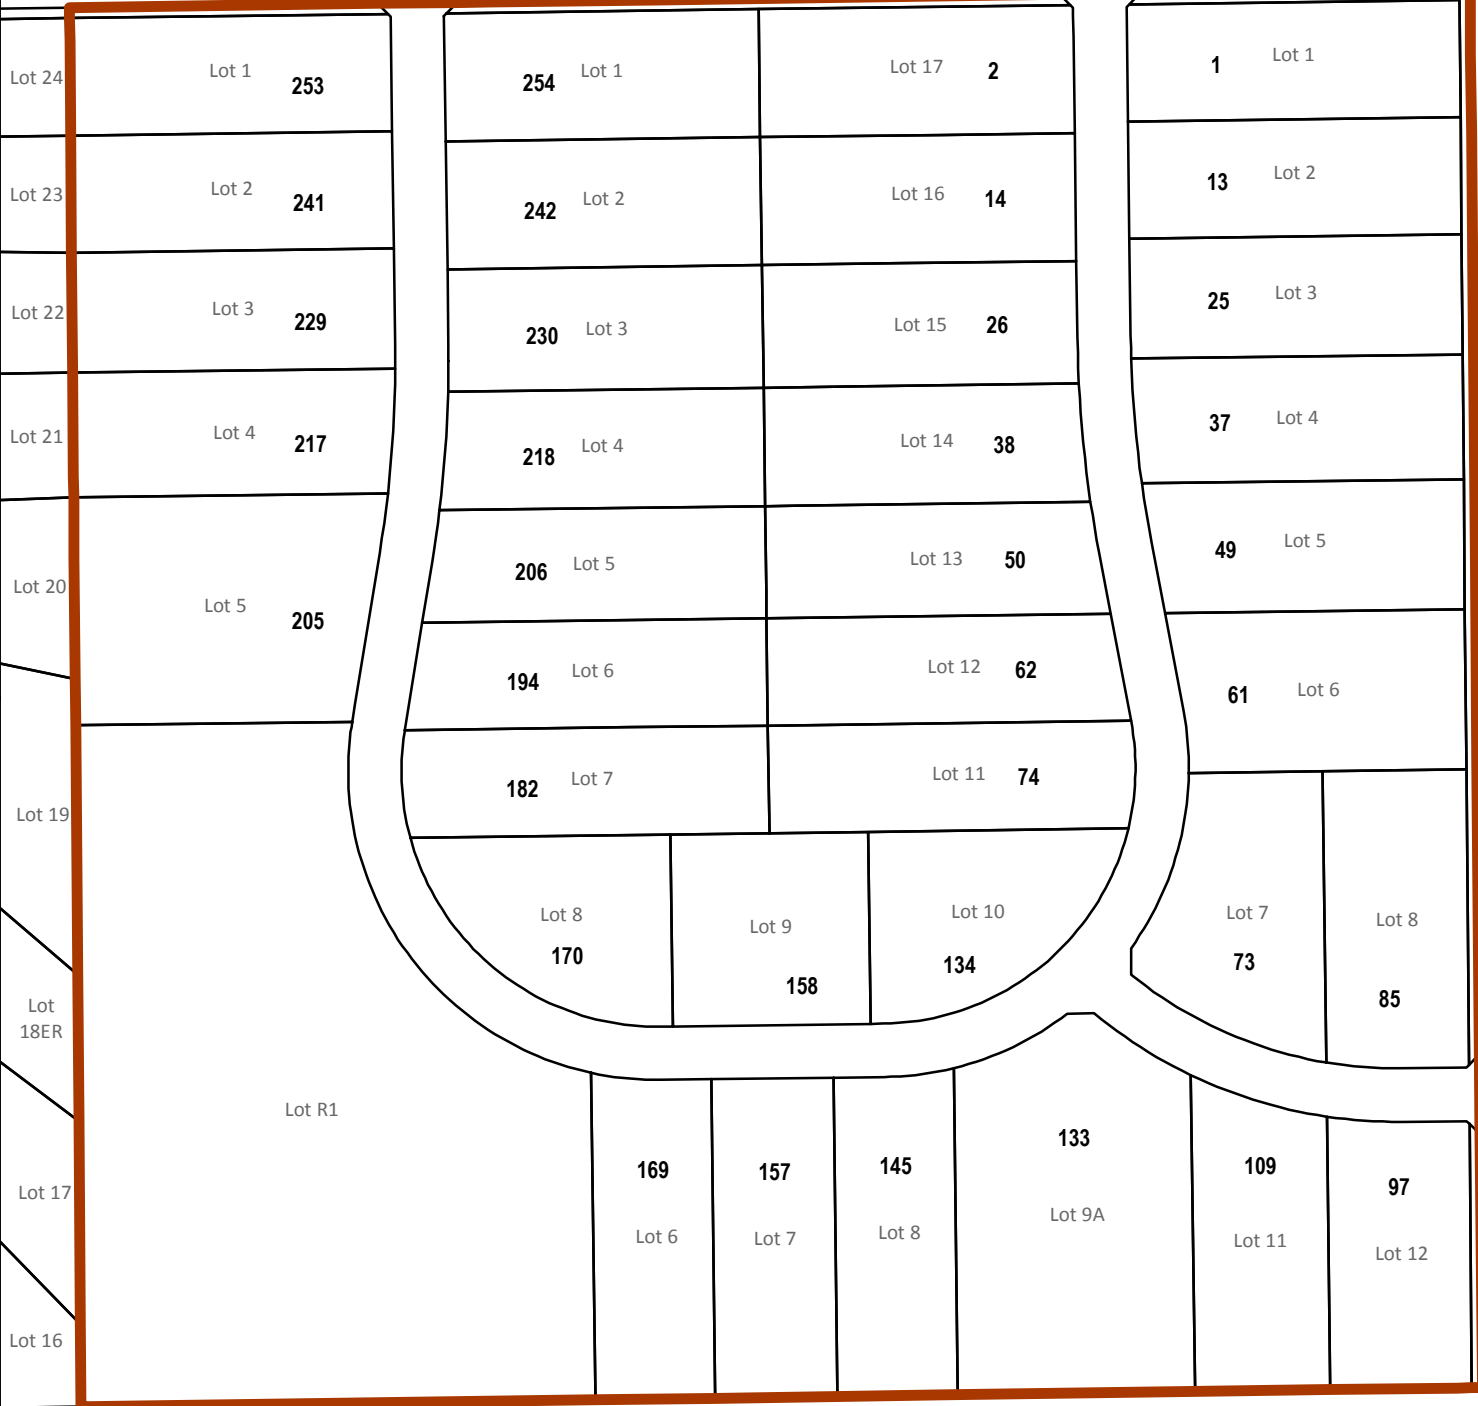 Lot 24
Lot 1
253
254
Lot 1
Lot 17
2
1
Lot 1
Lot 23
Lot 2
241
242
Lot 2
Lot 16
14
13
Lot 2
Lot 22
Lot 3
229
230
Lot 3
Lot 15
26
25
Lot 3
Lot 21
Lot 4
217
218
Lot 4
Lot 14
38
37
Lot 4
Lot 20
Lot 5
205
206
Lot 5
Lot 13
50
49
Lot 5
194
Lot 6
Lot 12
62
61
Lot 6
Lot 19
182
Lot 7
Lot 11
74
Lot 8
170
Lot 9
158
Lot 10
134
Lot 7
73
Lot 8
85
Lot
18ER
Lot R1
Lot 17
169
Lot 6
157
Lot 7
145
Lot 8
133
Lot 9A
109
Lot 11
97
Lot 12
Lot 16